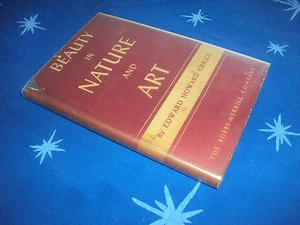 BEAUTY
IN
NATURE
AND
ART
By EDWARD HOWARD GRIGGS
THE BOBBS-MERRILL COMPANY